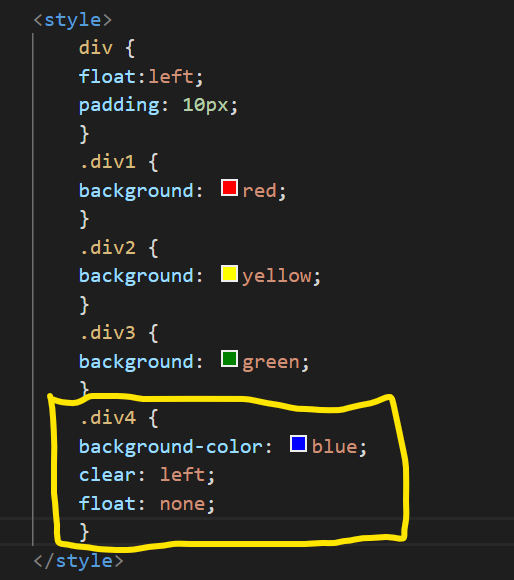 <style>
div {
float:left;
padding: 10px;
}
.div1 {
background: red;
}
.div2 {
background: yellow;
}
.div3 {
background: green;
}
.div4 {
background-color: blue;
clear: left;
float: none;
}
</style>